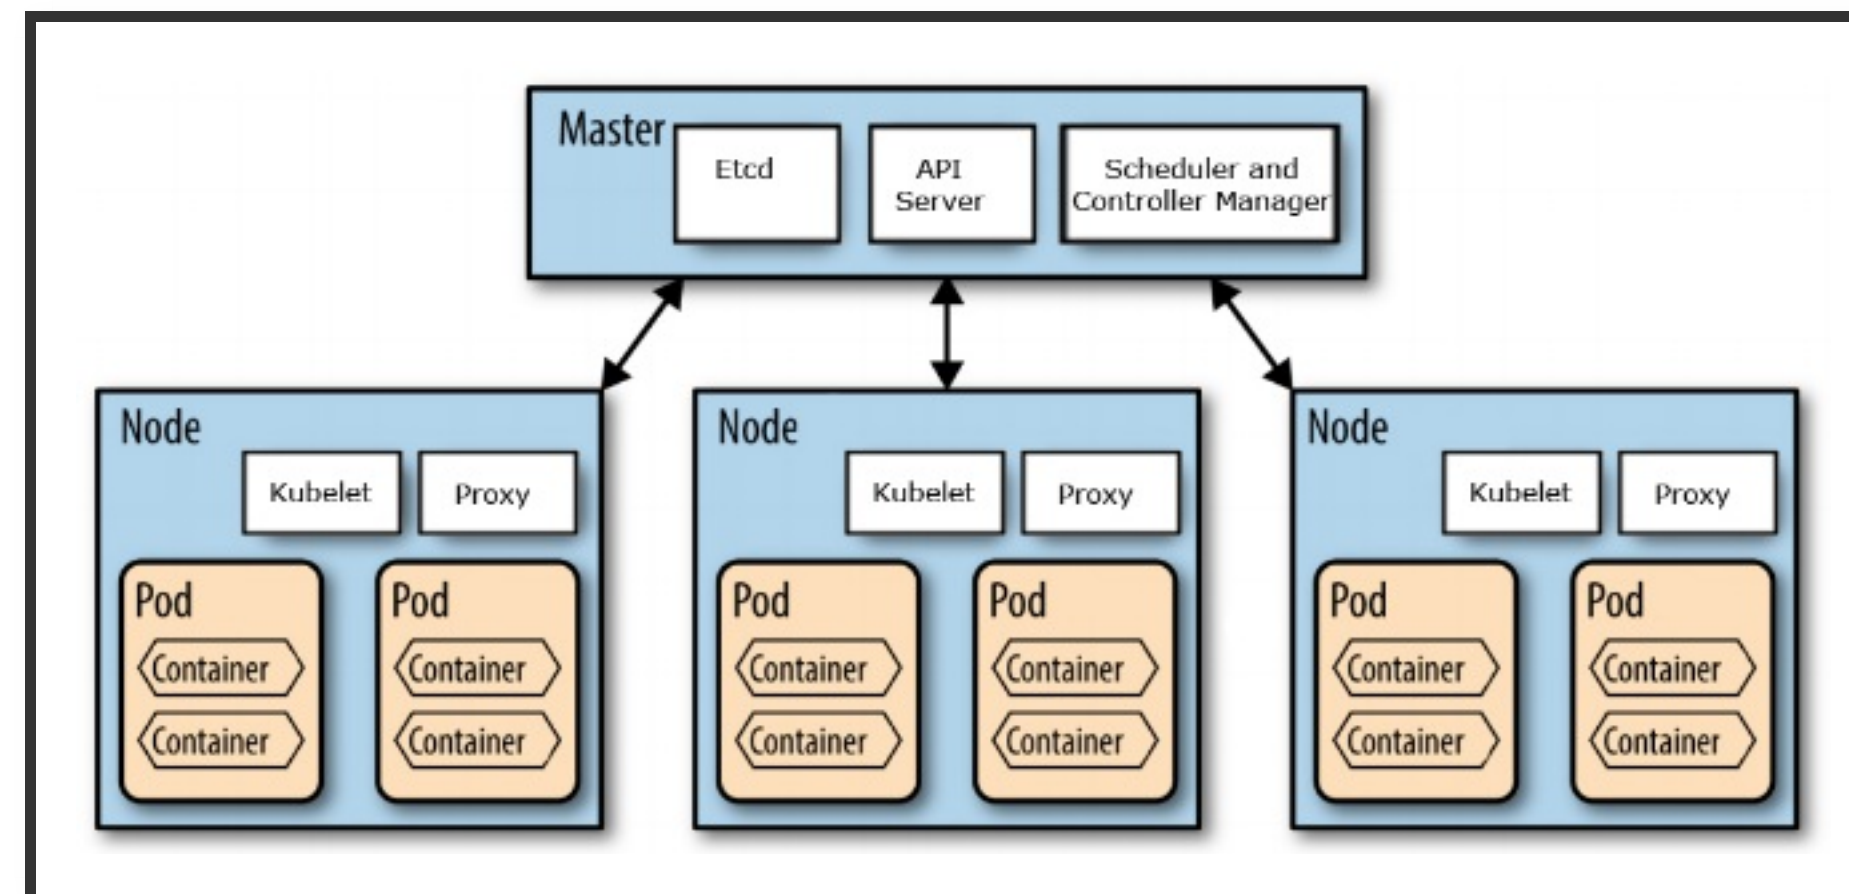 Master
Etcd
API
Server
Scheduler and
Controller Manager
Node
Kubelet
Proxy
Pod
Container
Container
Pod
Container
Container
Node
Kubelet
Proxy
Pod
Container
Container
Pod
Container
Container
Node
Kubelet
Proxy
Pod
Container
Container
Pod
Container
Container